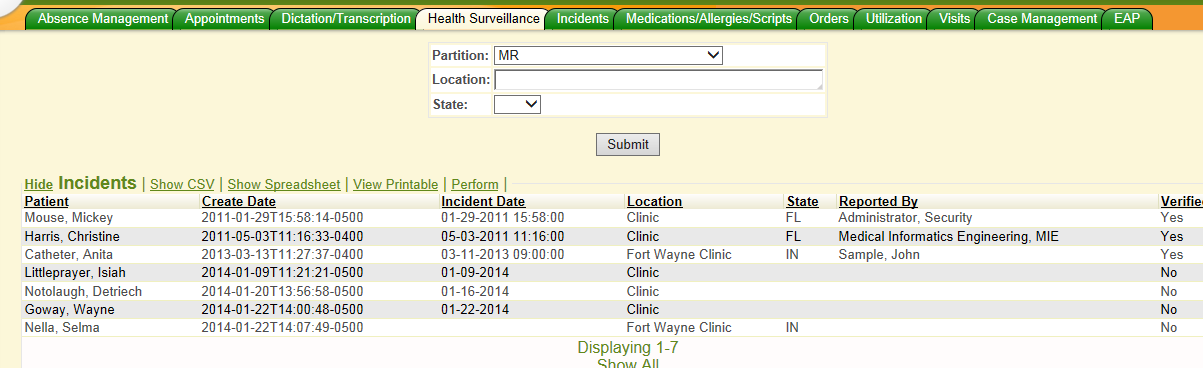 Absence Management Appointments Dictation/Transcription Health Surveillance Incidents Medications/Allergies/Scripts Orders Utilization Visits Case Management EAP
Partition: MR
Location:
State:
Submit
Hide Incidents | Show CSV | Show Spreadsheet | View Printable | Perform |
Patient Create Date Incident Date Location State Reported By Verified
Mouse, Mickey 2011-01-29T15:58:14-0500 01-29-2011 15:58:00 Clinic FL Administrator, Security Yes
Harris, Christine 2011-05-03T11:16:33-0400 05-03-2011 11:16:00 Clinic FL Medical Informatics Engineering, MIE Yes
Catheter, Anita 2013-03-13T11:27:37-0400 03-11-2013 09:00:00 Fort Wayne Clinic IN Sample, John Yes
Littleprayer, Isiah 2014-01-09T11:21:21-0500 01-09-2014 Clinic No
Notolaugh, Detriech 2014-01-20T13:56:58-0500 01-16-2014 Clinic No
Goway, Wayne 2014-01-22T14:00:48-0500 01-22-2014 Clinic No
Nella, Selma 2014-01-22T14:07:49-0500 Fort Wayne Clinic IN No
Displaying 1-7
Show All